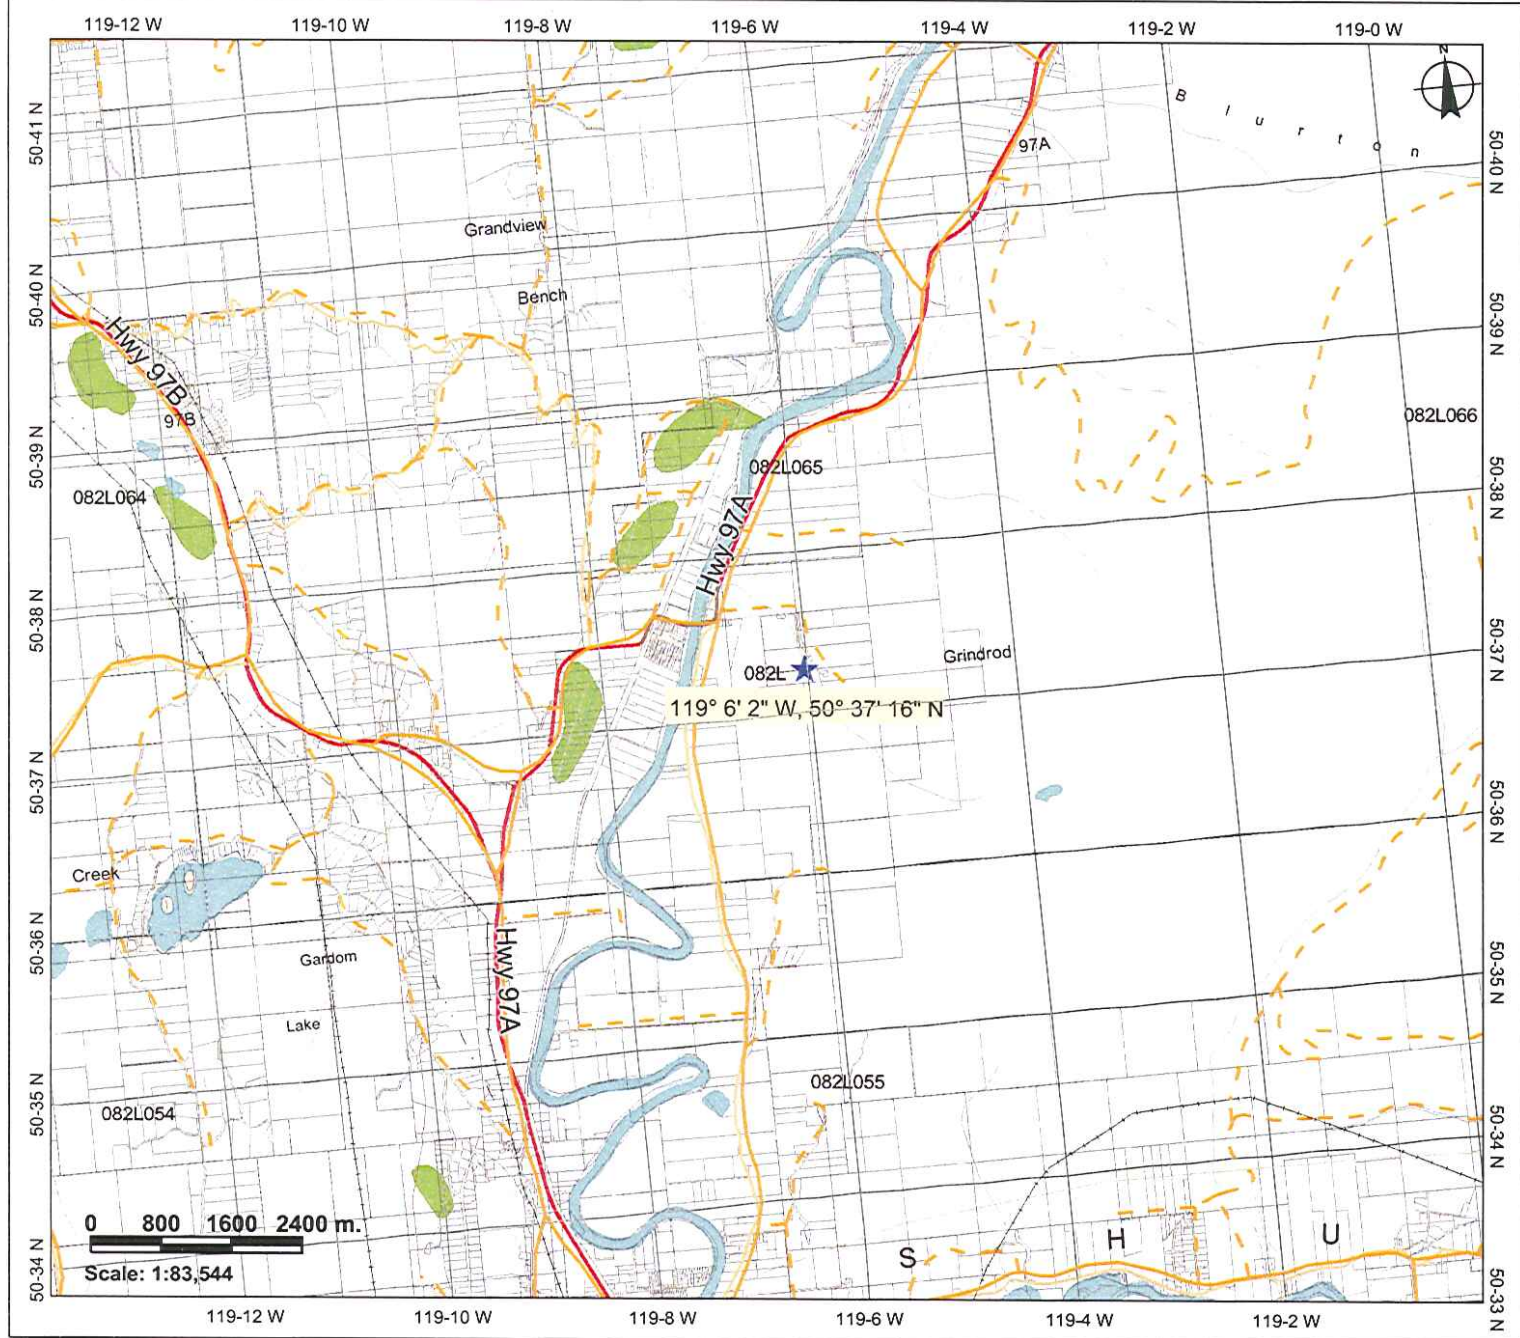 119-12 W 119-10 W 119-8 W 119-6 W 119-4 W 119-2 W 119-0 W
N
B l u r t o n
50-41 N
97A
50-40 N
Grandview
50-40 N
Bench
50-39 N
Hwy 97B
97B
082L066
50-39 N
082L065
082L064
50-38 N
Hwy 97A
50-38 N
Grindrod
50-37 N
082L
119° 6' 2" W, 50° 37' 16" N
50-37 N
50-36 N
Creek
50-36 N
Hwy 97A
Gardom
50-35 N
Lake
082L055
50-35 N
082L054
50-34 N
0 800 1600 2400 m.
S H U
50-34 N
Scale: 1:83,544
50-33 N
119-12 W 119-10 W 119-8 W 119-6 W 119-4 W 119-2 W